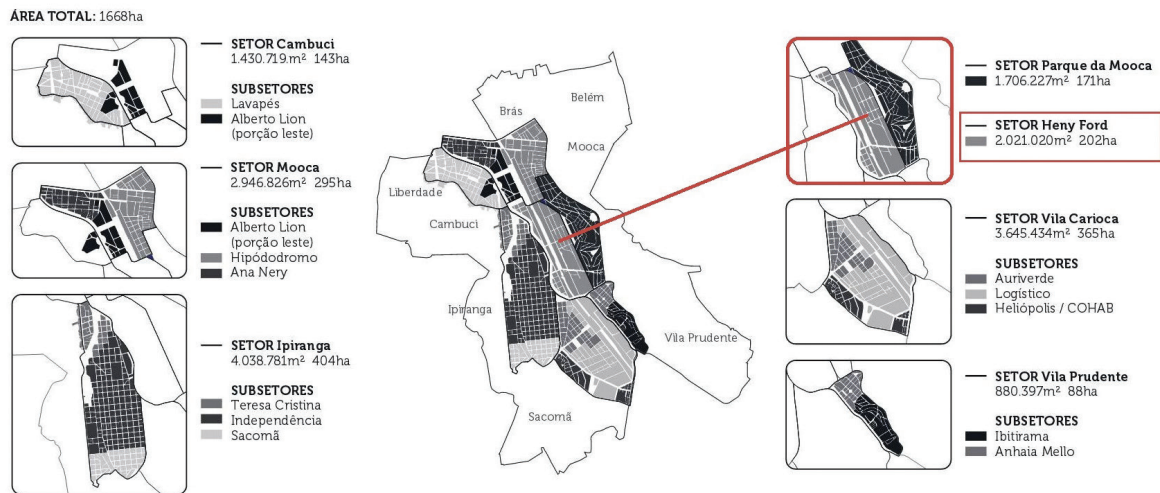 ÁREA TOTAL: 1668ha
SETOR Cambuci
1.430.719.m² 143ha
SUBSETORES
Lavapés
Alberto Lion
(porção leste)
SETOR Mooca
2.946.826m² 295ha
SUBSETORES
Alberto Lion
(porção leste)
Hipódodromo
Ana Nery
SETOR Ipiranga
4.038.781m² 404ha
SUBSETORES
Teresa Cristina
Independência
Sacomã
Belém
Brás
Mooca
Liberdade
Cambuci
Ipiranga
Vila Prudente
Sacomã
SETOR Parque da Mooca
1.706.227m² 171ha
SETOR Heny Ford
2.021.020m² 202ha
SETOR Vila Carioca
3.645.434m² 365ha
SUBSETORES
Auriverde
Logístico
Heliópolis / COHAB
SETOR Vila Prudente
880.397m² 88ha
SUBSETORES
Ibitirama
Anhaia Mello